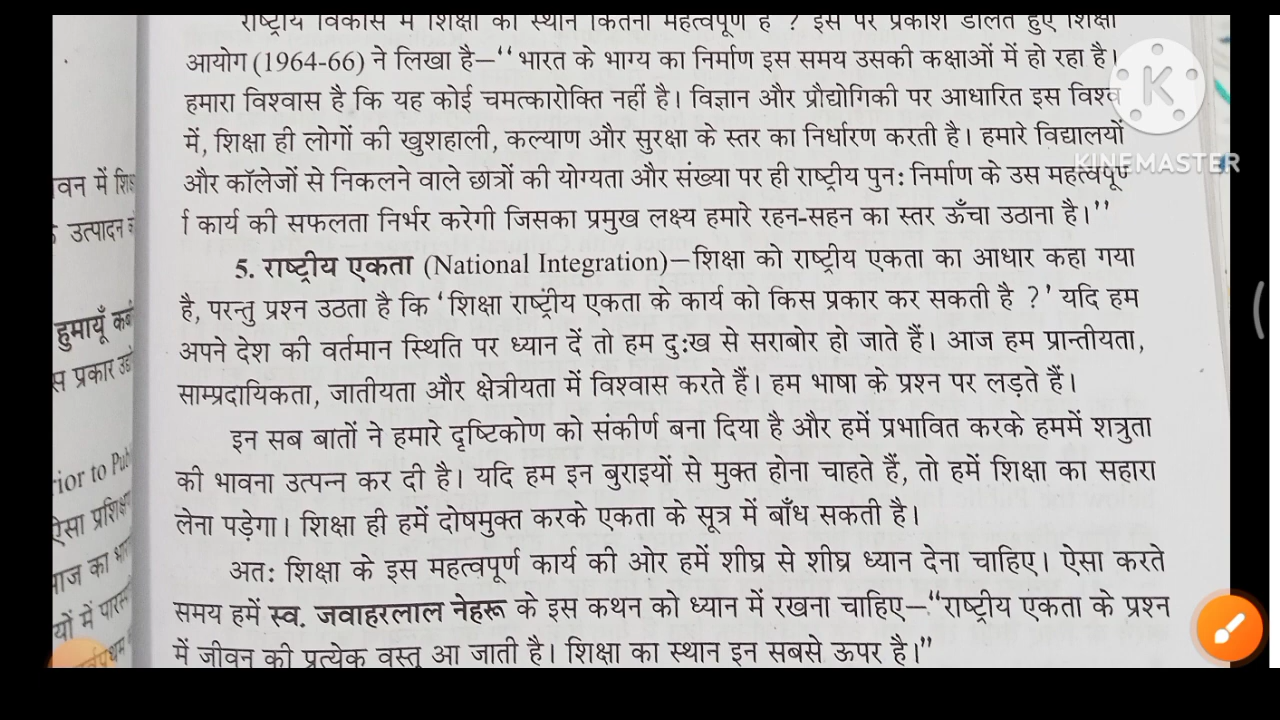 राष्ट्रीय विकास में शिक्षा का स्थान कितना महत्वपूर्ण है ? इस पर प्रकाश डालते हुए शिक्षा
आयोग (1964-66) ने लिखा है—“भारत के भाग्य का निर्माण इस समय उसकी कक्षाओं में हो रहा है।
हमारा विश्वास है कि यह कोई चमत्कारोक्ति नहीं है। विज्ञान और प्रौद्योगिकी पर आधारित इस विश्व
में, शिक्षा ही लोगों की खुशहाली, कल्याण और सुरक्षा के स्तर का निर्धारण करती है। हमारे विद्यालयों
और कॉलेजों से निकलने वाले छात्रों की योग्यता और संख्या पर ही राष्ट्रीय पुन: निर्माण के उस महत्वपूर्ण
र्ा कार्य की सफलता निर्भर करेगी जिसका प्रमुख लक्ष्य हमारे रहन-सहन का स्तर ऊँचा उठाना है।”
5. राष्ट्रीय एकता (National Integration)—शिक्षा को राष्ट्रीय एकता का आधार कहा गया
है, परन्तु प्रश्न उठता है कि ‘शिक्षा राष्ट्रीय एकता के कार्य को किस प्रकार कर सकती है ?’ यदि हम
अपने देश की वर्तमान स्थिति पर ध्यान दें तो हम दु:ख से सराबोर हो जाते हैं। आज हम प्रान्तीयता,
साम्प्रदायिकता, जातीयता और क्षेत्रीयता में विश्वास करते हैं। हम भाषा के प्रश्न पर लड़ते हैं।
इन सब बातों ने हमारे दृष्टिकोण को संकीर्ण बना दिया है और हमें प्रभावित करके हममें शत्रुता
की भावना उत्पन्न कर दी है। यदि हम इन बुराइयों से मुक्त होना चाहते हैं, तो हमें शिक्षा का सहारा
लेना पड़ेगा। शिक्षा ही हमें दोषमुक्त करके एकता के सूत्र में बाँध सकती है।
अत: शिक्षा के इस महत्वपूर्ण कार्य की ओर हमें शीघ्र से शीघ्र ध्यान देना चाहिए। ऐसा करते
समय हमें स्व. जवाहरलाल नेहरू के इस कथन को ध्यान में रखना चाहिए—“राष्ट्रीय एकता के प्रश्न
में जीवन की प्रत्येक वस्तु आ जाती है। शिक्षा का स्थान इन सबसे ऊपर है।”
वन में
उत्पादन
हुमायूँ
प्रकार
rior to
ऐसा
का
यों में
K
KINEMASTER